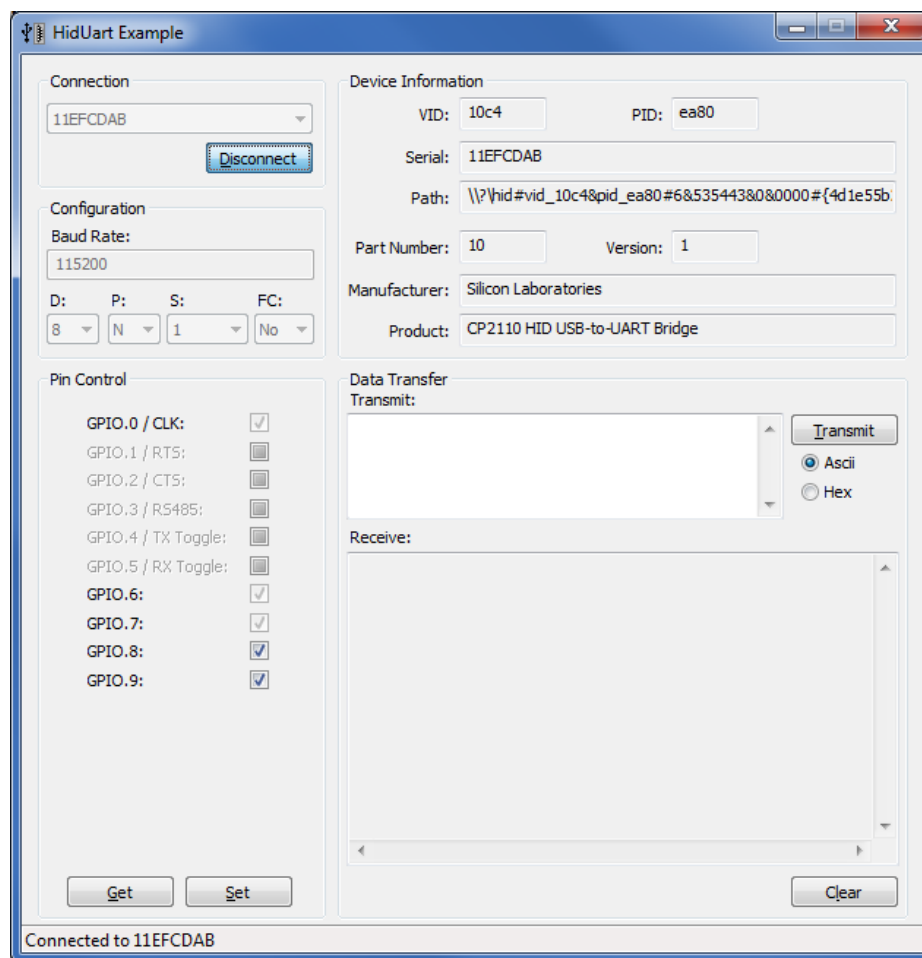 HidUart Example
Connection
11EFCDAB
Disconnect
Configuration
Baud Rate:
115200
D: P: S: FC:
8 N 1 No
Device Information
VID: 10c4 PID: ea80
Serial: 11EFCDAB
Path: \\?\hid#vid_10c4&pid_ea80#6&535443&0&0000#{4d1e55b
Part Number: 10 Version: 1
Manufacturer: Silicon Laboratories
Product: CP2110 HID USB-to-UART Bridge
Pin Control
GPIO.0 / CLK:
GPIO.1 / RTS:
GPIO.2 / CTS:
GPIO.3 / RS485:
GPIO.4 / TX Toggle:
GPIO.5 / RX Toggle:
GPIO.6:
GPIO.7:
GPIO.8:
GPIO.9:
Get Set
Data Transfer
Transmit:
Transmit
Ascii
Hex
Receive:
Clear
Connected to 11EFCDAB